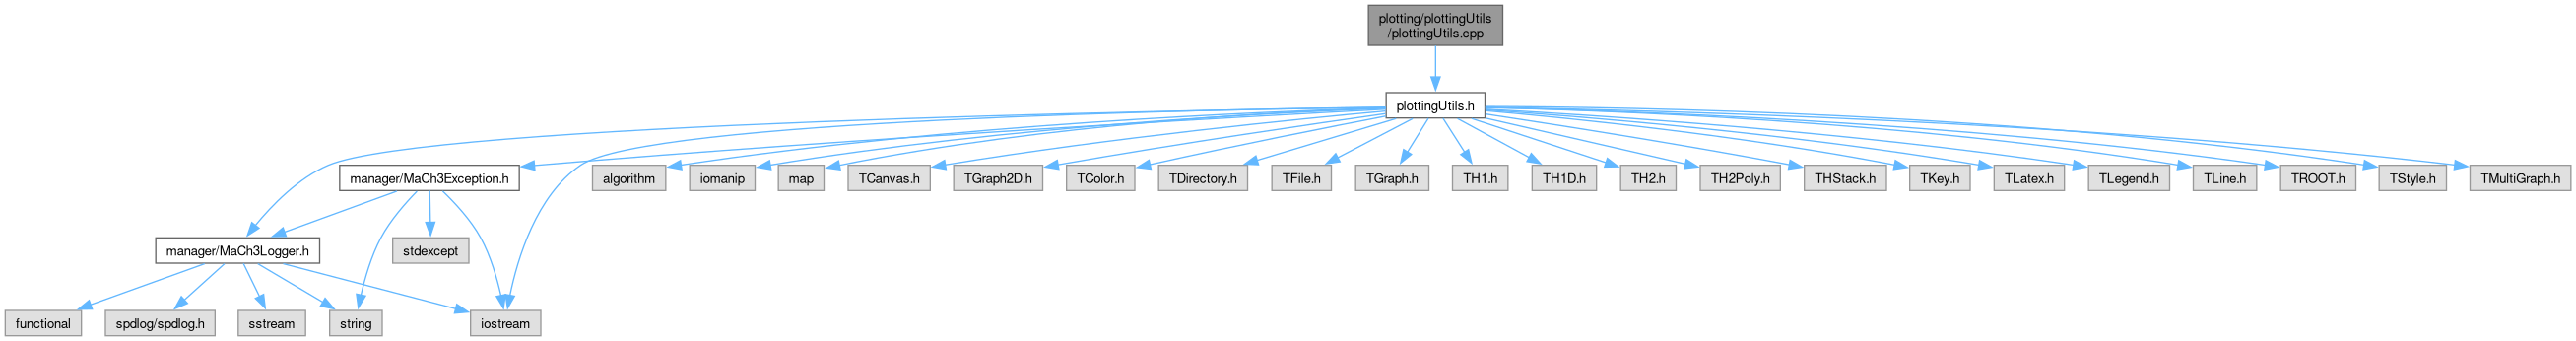 plotting/plottingUtils
/plottingUtils.cpp
plottingUtils.h
manager/MaCh3Exception.h
algorithm
iomanip
map
TCanvas.h
TGraph2D.h
TColor.h
TDirectory.h
TFile.h
TGraph.h
TH1.h
TH1D.h
TH2.h
TH2Poly.h
THStack.h
TKey.h
TLatex.h
TLegend.h
TLine.h
TROOT.h
TStyle.h
TMultiGraph.h
manager/MaCh3Logger.h
stdexcept
functional
spdlog/spdlog.h
sstream
string
iostream